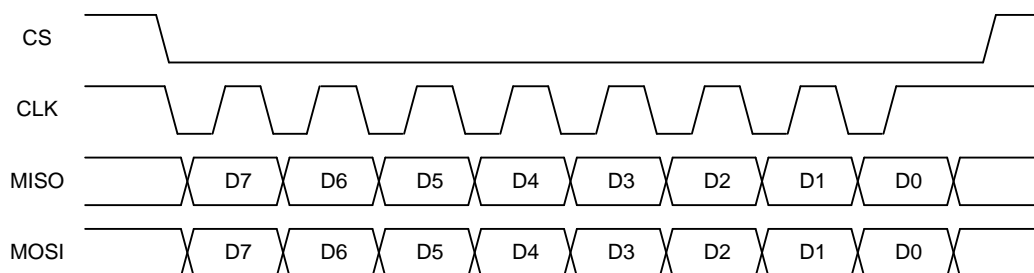 CS
CLK
MISO D7 D6 D5 D4 D3 D2 D1 D0
MOSI D7 D6 D5 D4 D3 D2 D1 D0